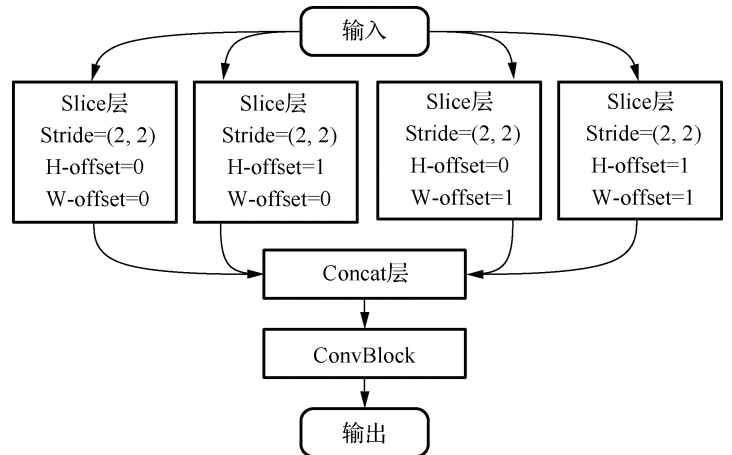 输入
Slice层
Stride=(2, 2)
H-offset=0
W-offset=0
Slice层
Stride=(2, 2)
H-offset=1
W-offset=0
Slice层
Stride=(2, 2)
H-offset=0
W-offset=1
Slice层
Stride=(2, 2)
H-offset=1
W-offset=1
Concat层
ConvBlock
输出